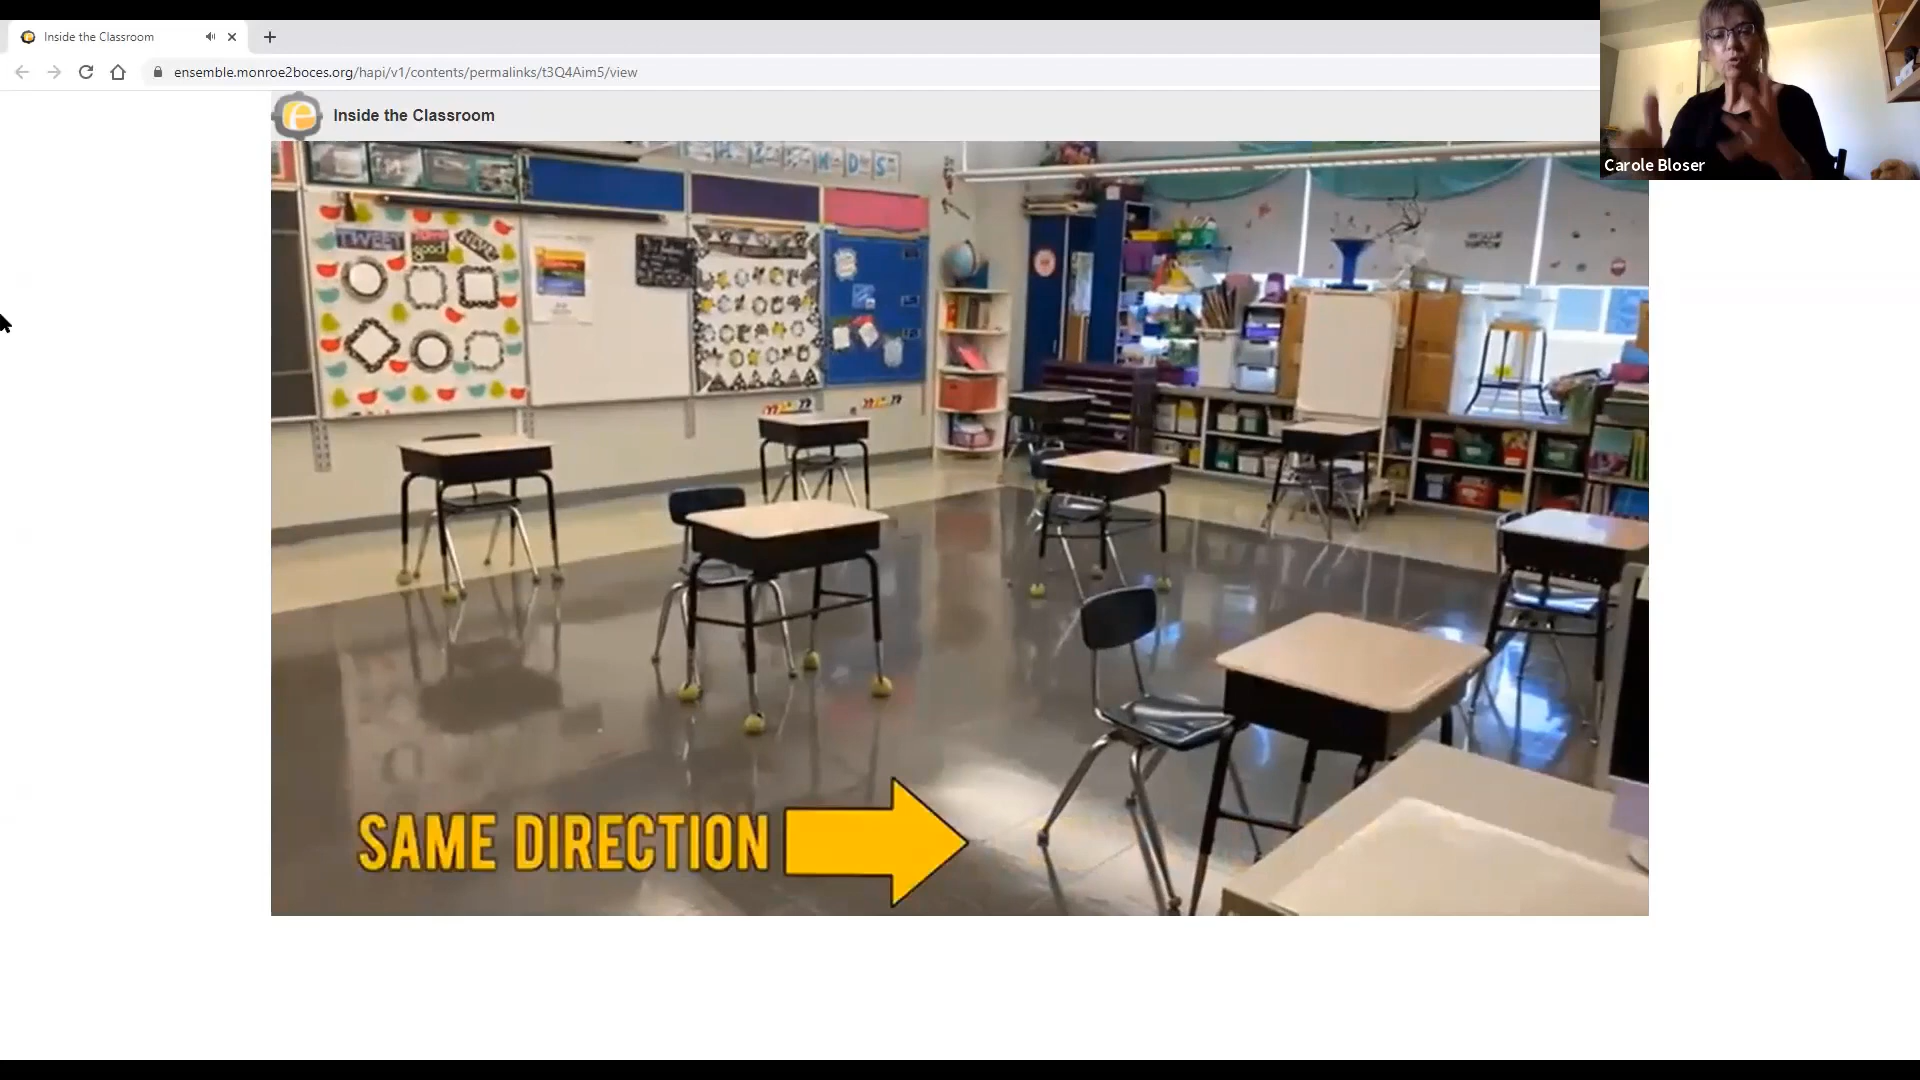 Inside the Classroom
ensemble.monroe2boces.org/hapi/v1/contents/permalinks/t3Q4Aim5/view
Carole Bloser
Inside the Classroom
TWEET
good
SAME DIRECTION